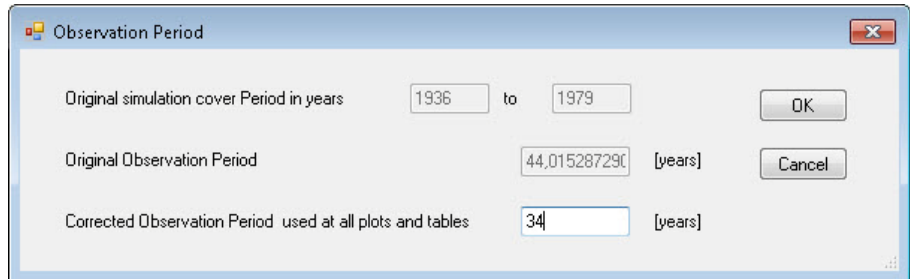 Observation Period
Original simulation cover Period in years 1936 to 1979
OK
Original Observation Period 44,015287290 [years]
Cancel
Corrected Observation Period used at all plots and tables 34 [years]